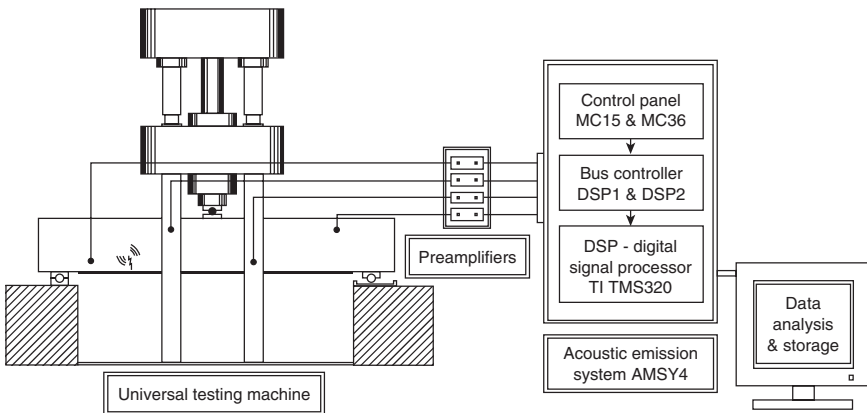 Control panel
MC15 & MC36
Bus controller
DSP1 & DSP2
DSP - digital
signal processor
TI TMS320
Preamplifiers
Data
analysis
& storage
Acoustic emission
system AMSY4
Universal testing machine